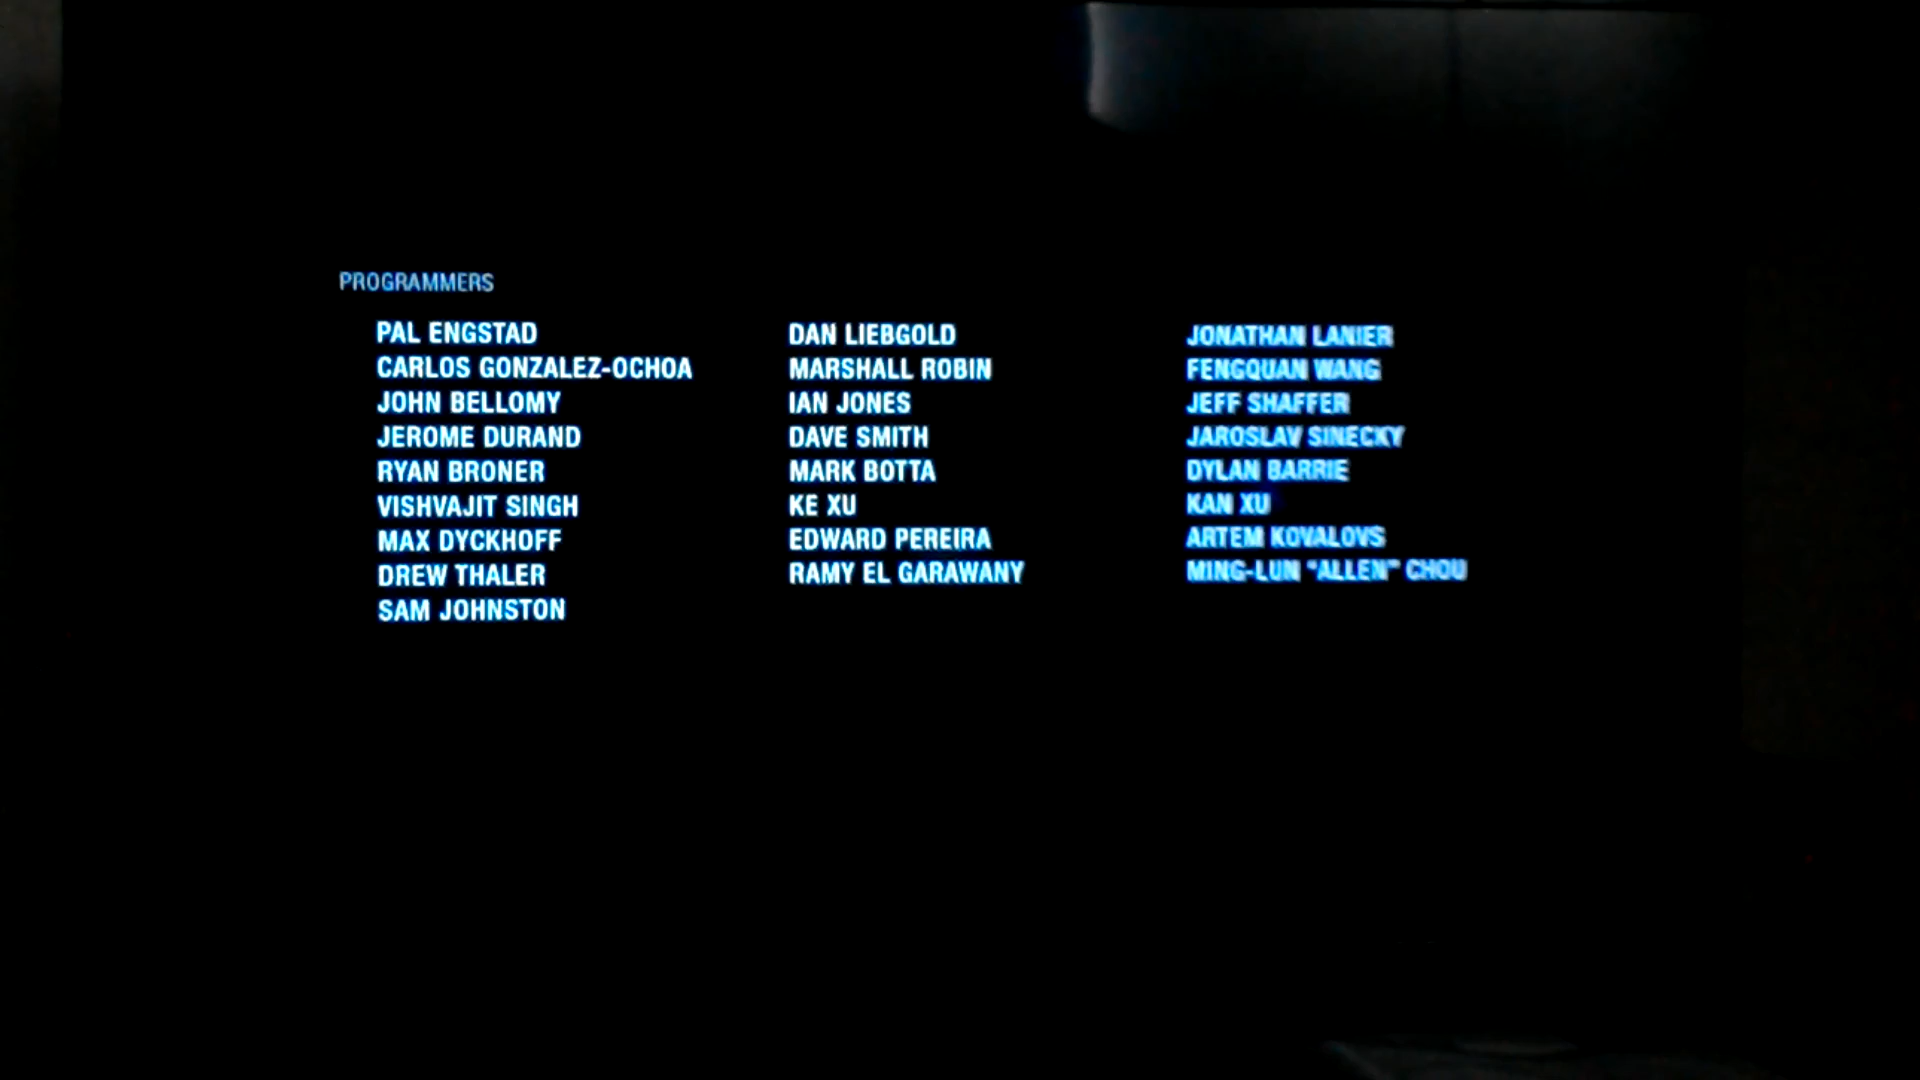 PROGRAMMERS
PAL ENGSTAD
CARLOS GONZALEZ-OCHOA
JOHN BELLOMY
JEROME DURAND
RYAN BRONER
VISHVAJIT SINGH
MAX DYCKHOFF
DREW THALER
SAM JOHNSTON
DAN LIEBGOLD
MARSHALL ROBIN
IAN JONES
DAVE SMITH
MARK BOTTA
KE XU
EDWARD PEREIRA
RAMY EL GARAWANY
JONATHAN LANIER
FENGQUAN WANG
JEFF SHAFFER
JAROSLAV SINECKY
DYLAN BARRIE
KAN XU
ARTEM KOVALOVS
MING-LUN "ALLEN" CHOU